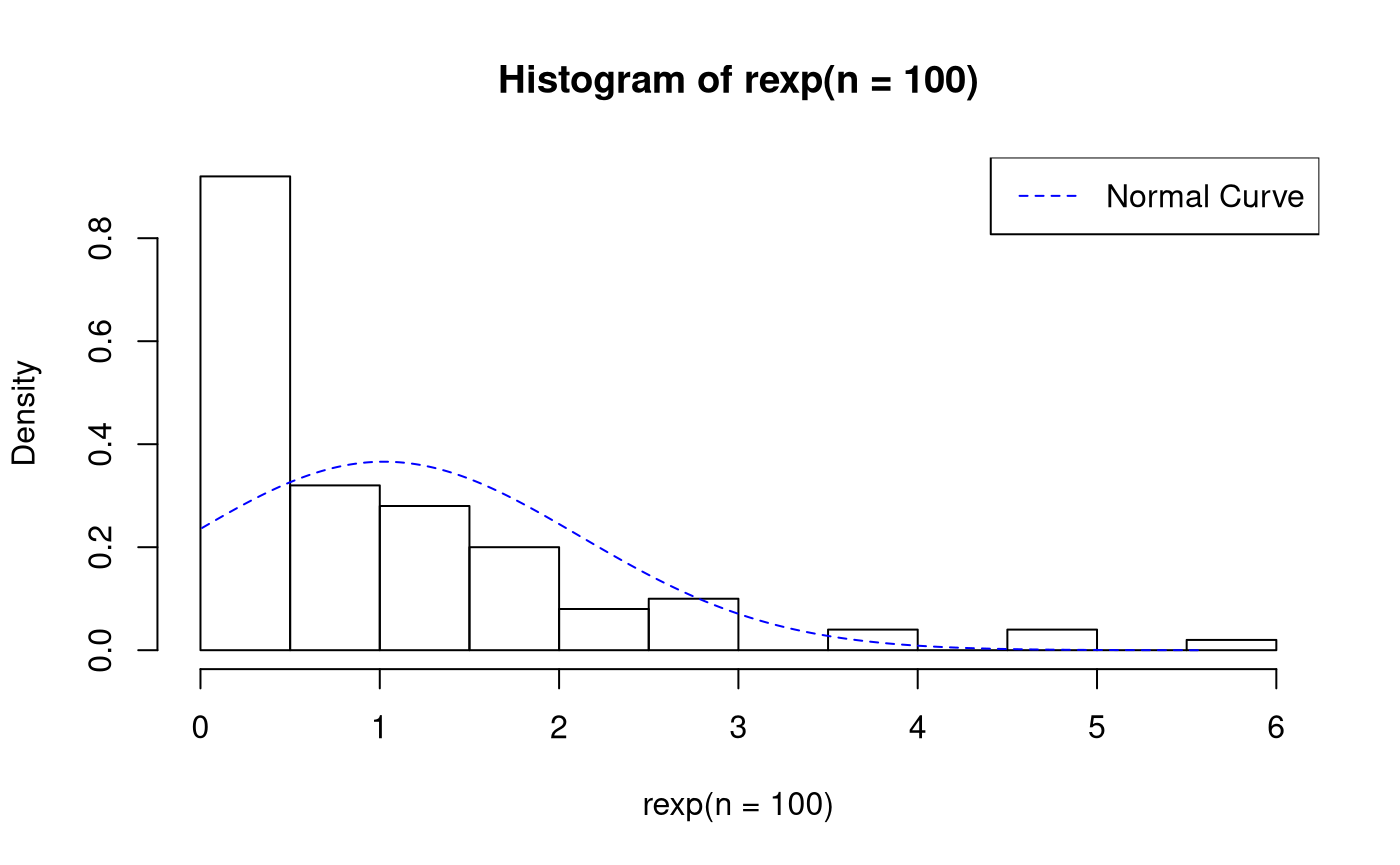 Histogram of rexp(n = 100)
Normal Curve
Density
0.8
0.6
0.4
0.2
0.0
0 1 2 3 4 5 6
rexp(n = 100)